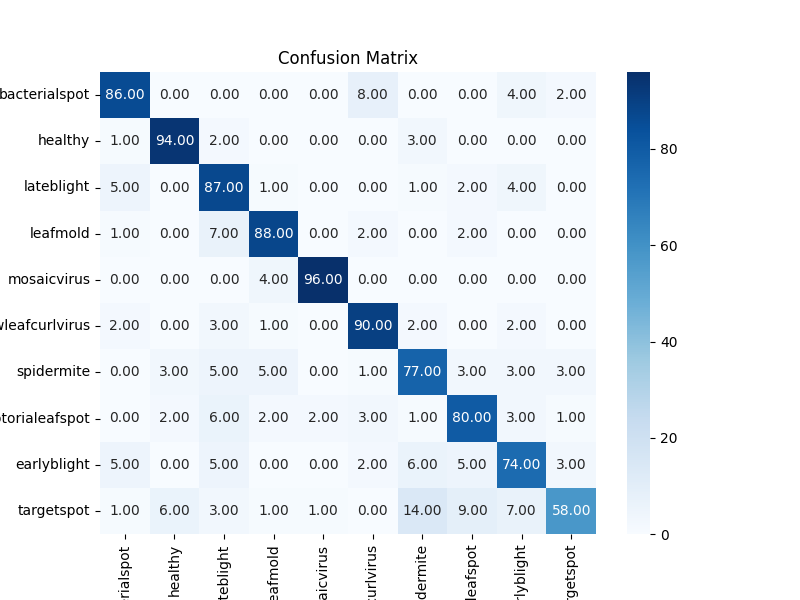 Confusion Matrix
bacterialspot 86.00 0.00 0.00 0.00 0.00 8.00 0.00 0.00 4.00 2.00
healthy 1.00 94.00 2.00 0.00 0.00 0.00 3.00 0.00 0.00 0.00
lateblight 5.00 0.00 87.00 1.00 0.00 0.00 1.00 2.00 4.00 0.00
leafmold 1.00 0.00 7.00 88.00 0.00 2.00 0.00 2.00 0.00 0.00
mosaicvirus 0.00 0.00 0.00 4.00 96.00 0.00 0.00 0.00 0.00 0.00
leafcurlvirus 2.00 0.00 3.00 1.00 0.00 90.00 2.00 0.00 2.00 0.00
spidermite 0.00 3.00 5.00 5.00 0.00 1.00 77.00 3.00 3.00 3.00
torialeafspot 0.00 2.00 6.00 2.00 2.00 3.00 1.00 80.00 3.00 1.00
earlyblight 5.00 0.00 5.00 0.00 0.00 2.00 6.00 5.00 74.00 3.00
targetspot 1.00 6.00 3.00 1.00 1.00 0.00 14.00 9.00 7.00 58.00
rialspot healthy teblight eafmold aicvirus curlvirus dermite leafspot rlyblight rgetspot
80
60
40
20
0